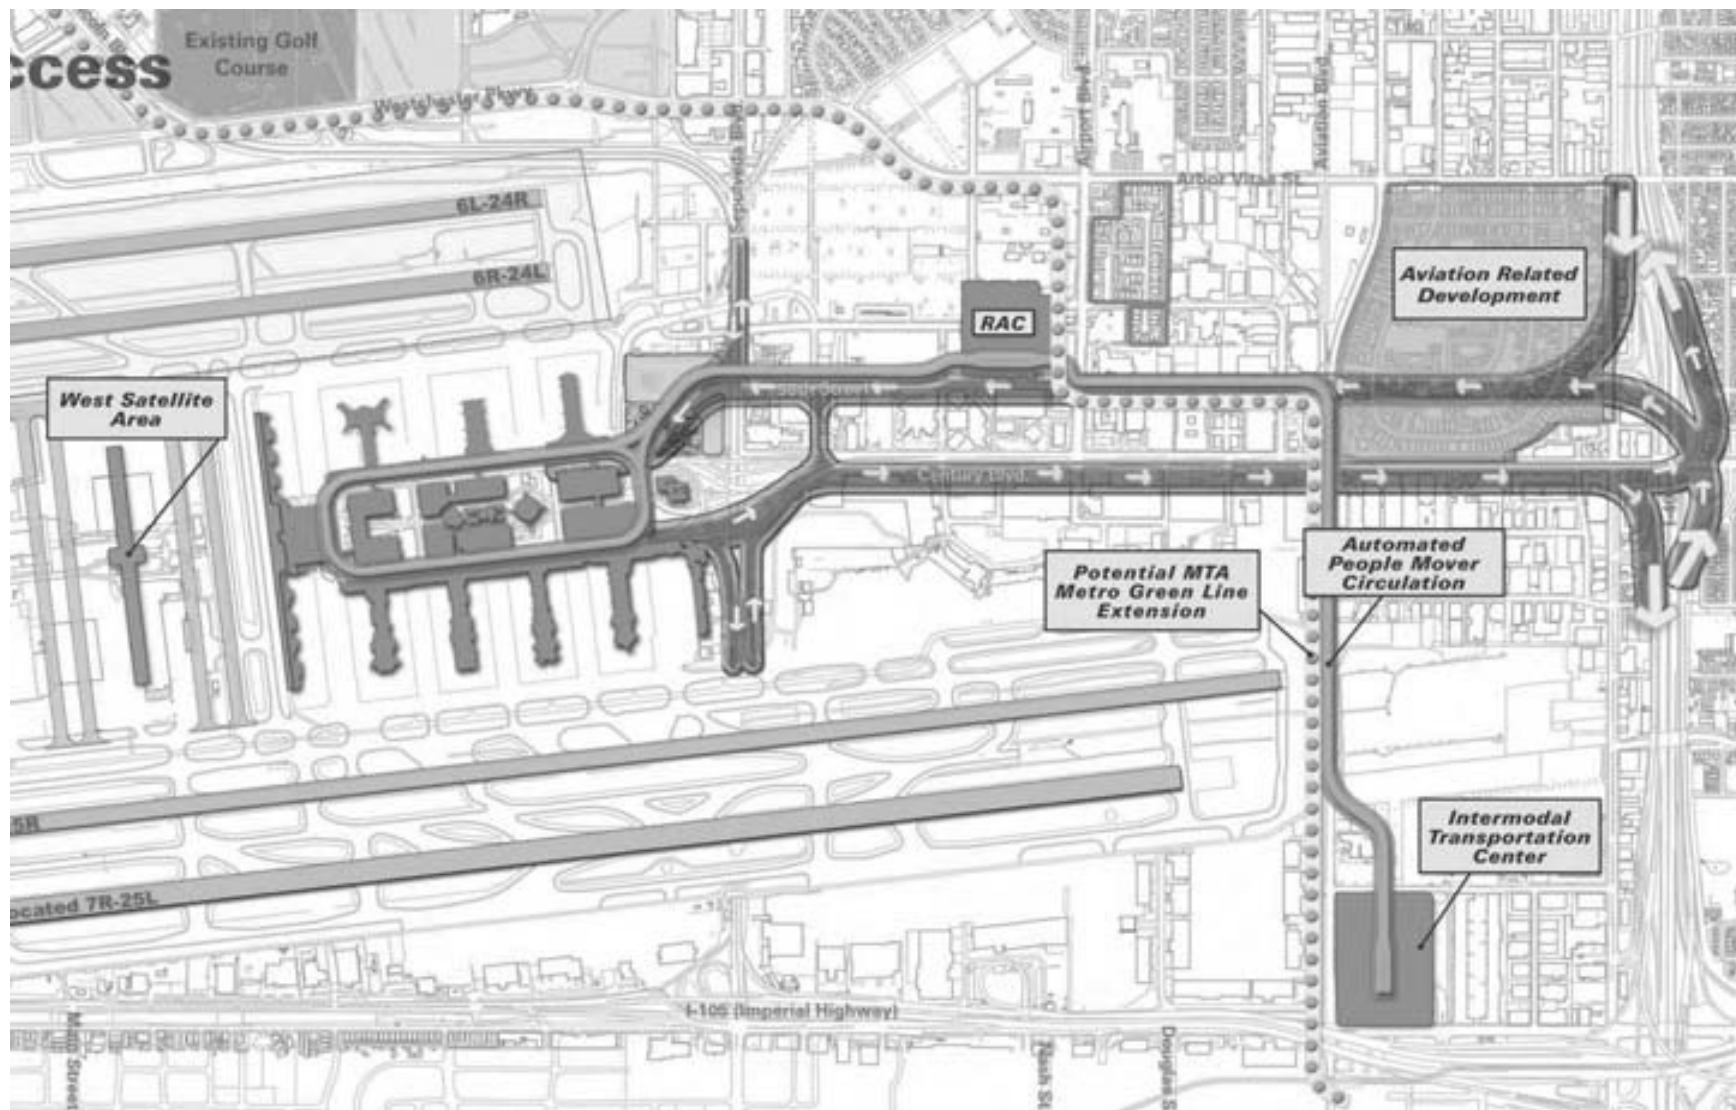 ccess
Existing Golf
Course
Westchester Pkwy.
Sepulveda Blvd.
Airport Blvd.
Aviation Blvd.
Arbor Vitae St.
6L-24R
6R-24L
Aviation Related
Development
RAC
West Satellite
Area
Century Blvd.
Potential MTA
Metro Green Line
Extension
Automated
People Mover
Circulation
5R
ocated 7R-25L
Intermodal
Transportation
Center
I-105 (Imperial Highway)
Main Street
Nash St
Douglas S